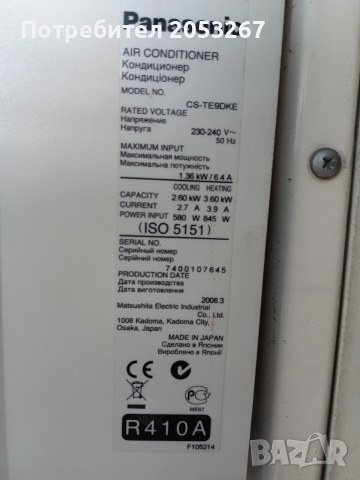 Потребител 2053267
Panasonic
AIR CONDITIONER
Кондиционер
Кондиціонер
MODEL NO.
CS-TE9DKE
RATED VOLTAGE
Напряжение
Напруга 230-240 V~
50 Hz
MAXIMUM INPUT
Максимальная мощность
Максимальна потужність
1.36 kW / 6.4 A
COOLING HEATING
CAPACITY 2.60 kW 3.60 kW
CURRENT 2.7 A 3.9 A
POWER INPUT 580 W 845 W
(ISO 5151)
SERIAL NO.
Серийный номер
Серійний номер
7400107645
PRODUCTION DATE
Дата производства
Дата виготовлення
2006.3
Matsushita Electric Industrial
Co., Ltd.
1006 Kadoma, Kadoma City,
Osaka, Japan
MADE IN JAPAN
Сделано в Японии
Вироблено в Японії
CE
ME67
R410A
F105214
BAZAR